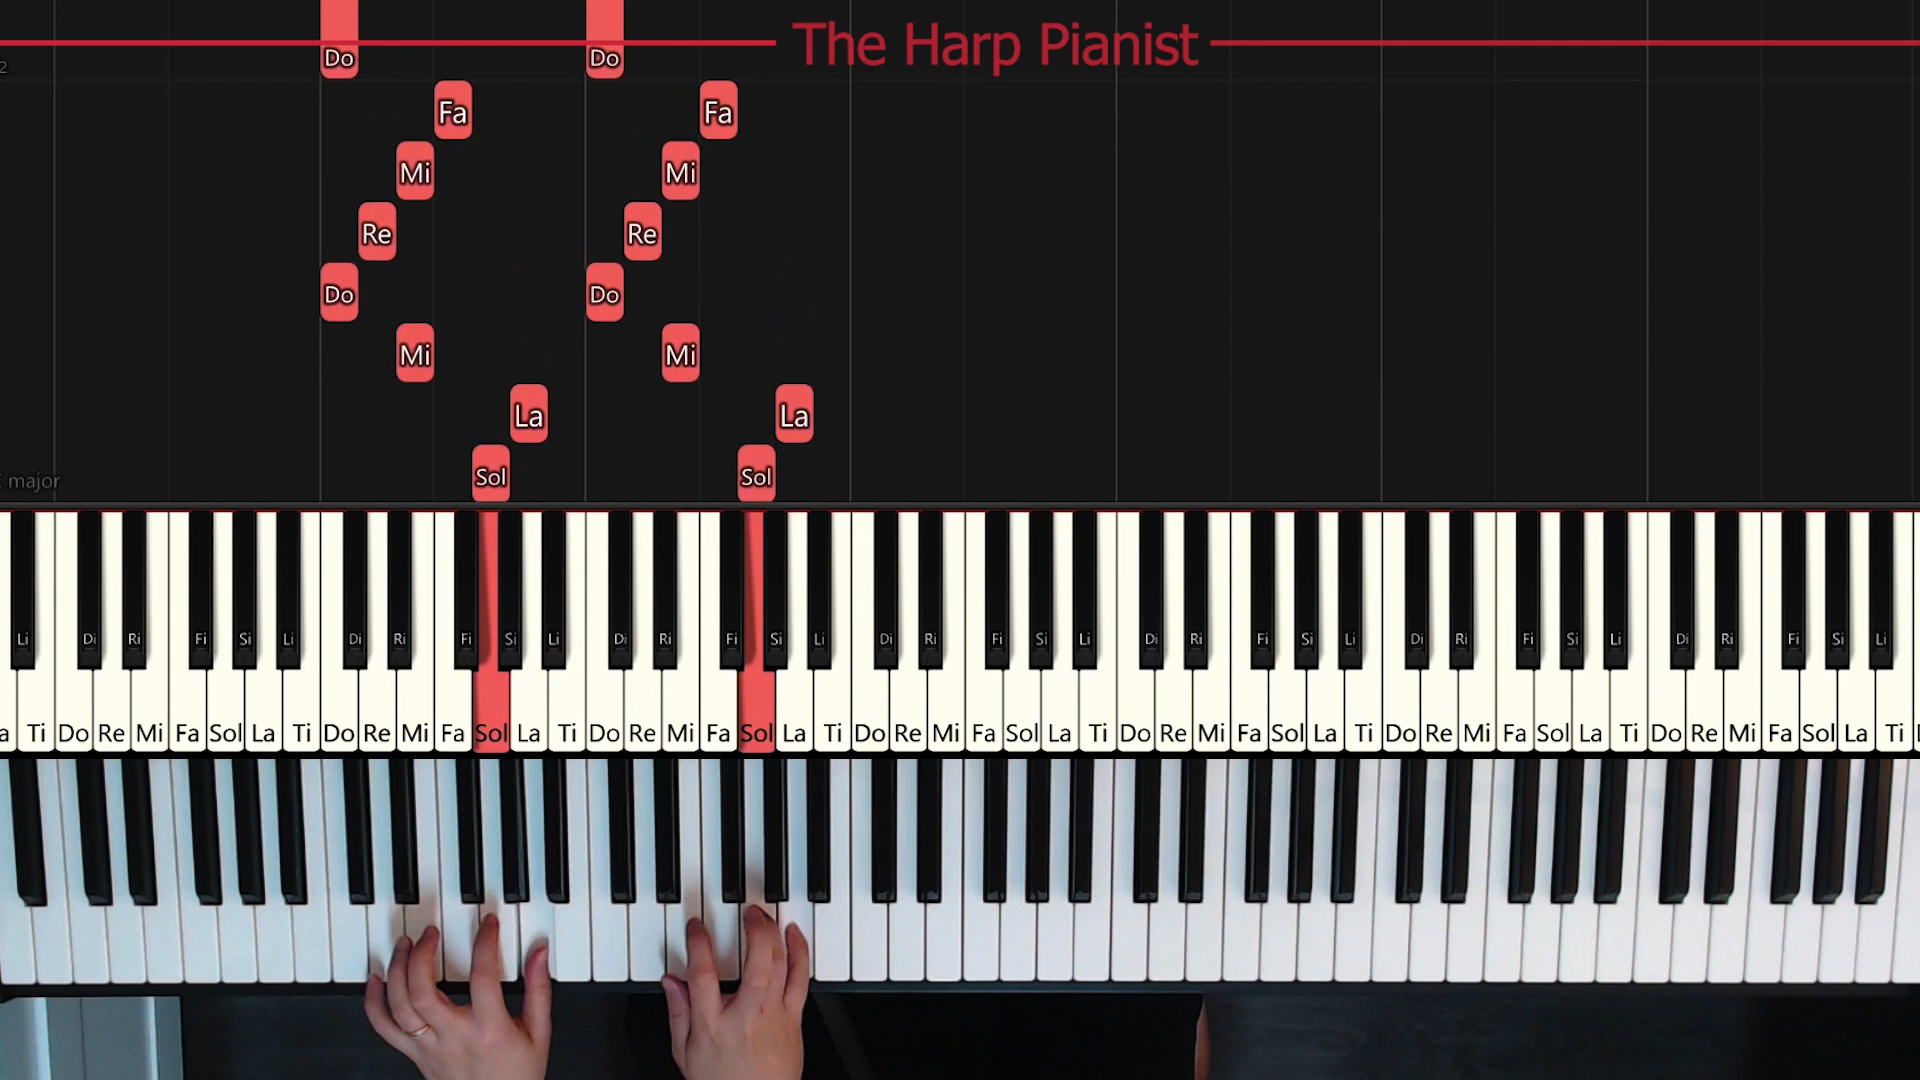 The Harp Pianist
2
Do Do
Fa Fa
Mi Mi
Re Re
Do Do
Mi Mi
La La
Sol Sol
major
Li Di Ri Fi Si Li Di Ri Fi Si Li Di Ri Fi Si Li Di Ri Fi Si Li Di Ri Fi Si Li Di Ri Fi Si Li Di Ri Fi Si Li
a Ti Do Re Mi Fa Sol La Ti Do Re Mi Fa Sol La Ti Do Re Mi Fa Sol La Ti Do Re Mi Fa Sol La Ti Do Re Mi Fa Sol La Ti Do Re Mi Fa Sol La Ti Do Re Mi Fa Sol La Ti